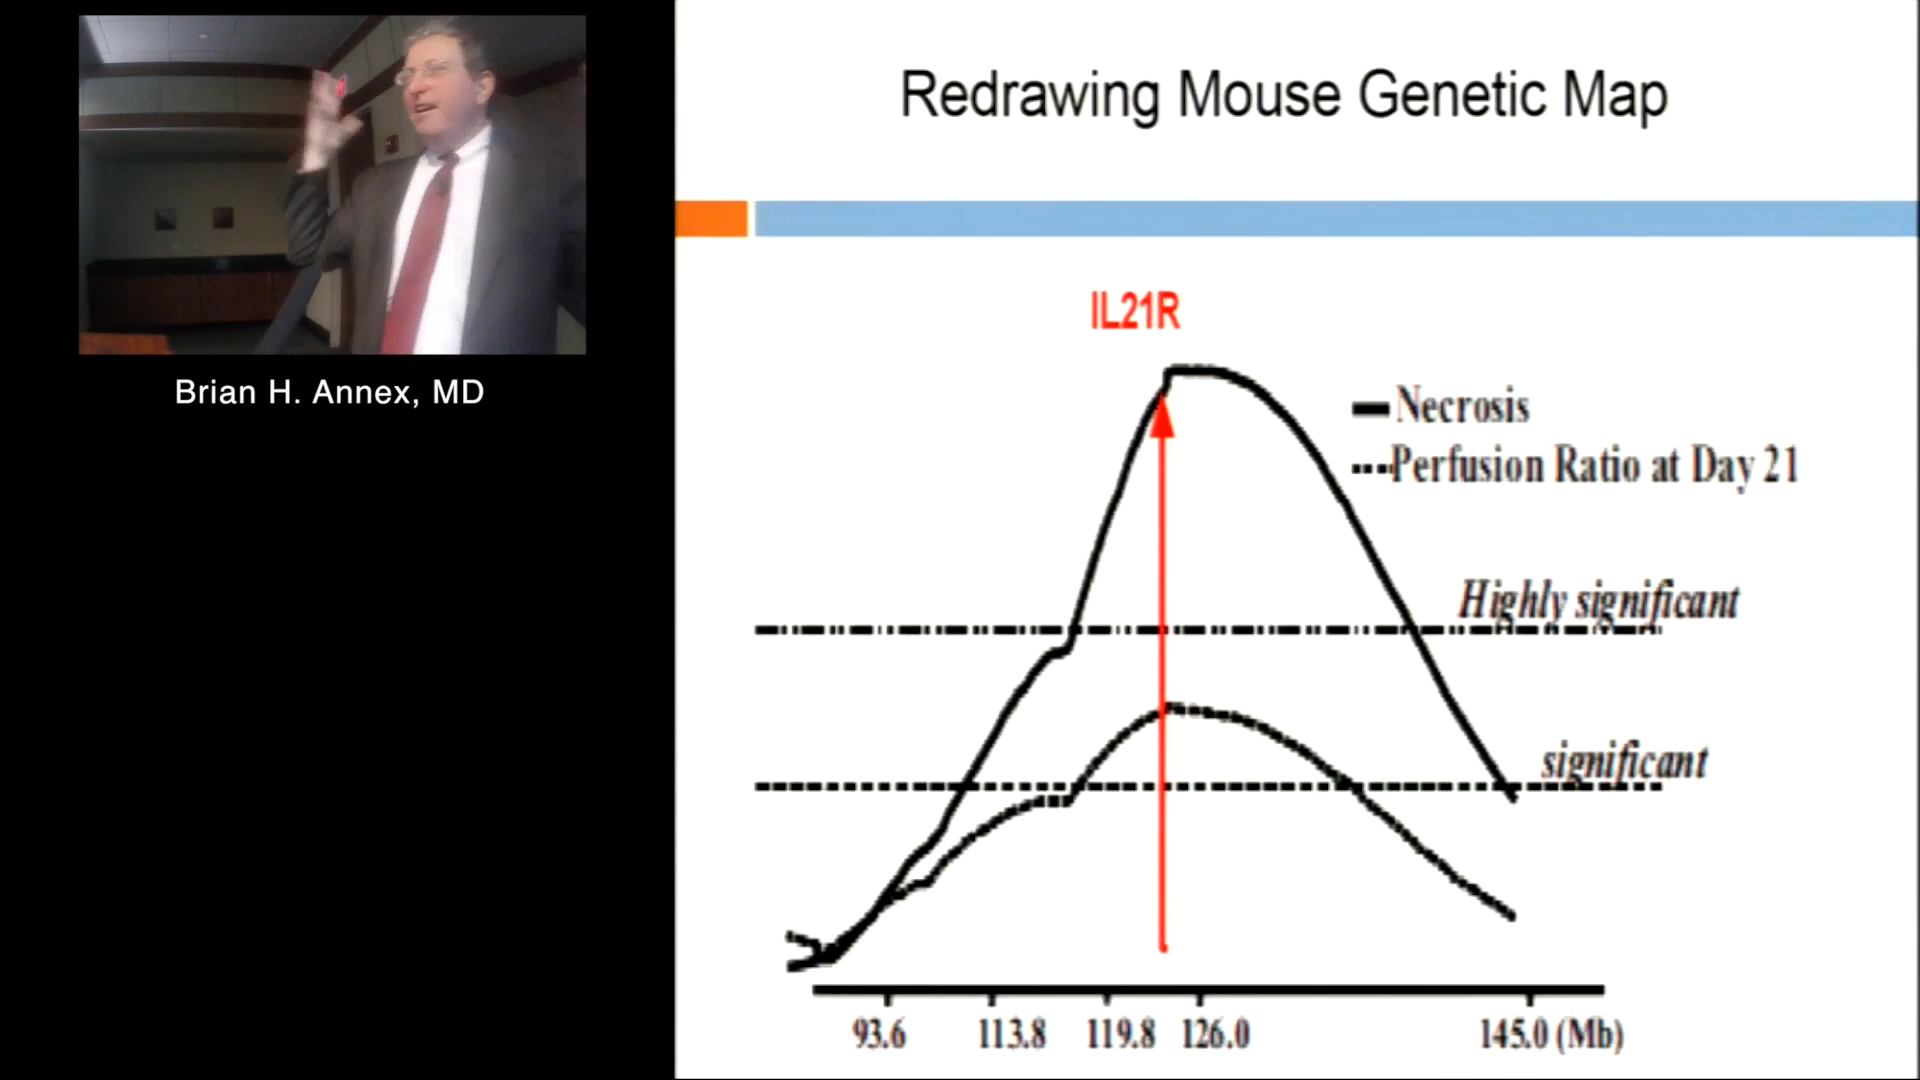 Brian H. Annex, MD
Redrawing Mouse Genetic Map
IL21R
Necrosis
Perfusion Ratio at Day 21
Highly significant
significant
93.6 113.8 119.8 126.0 145.0 (Mb)